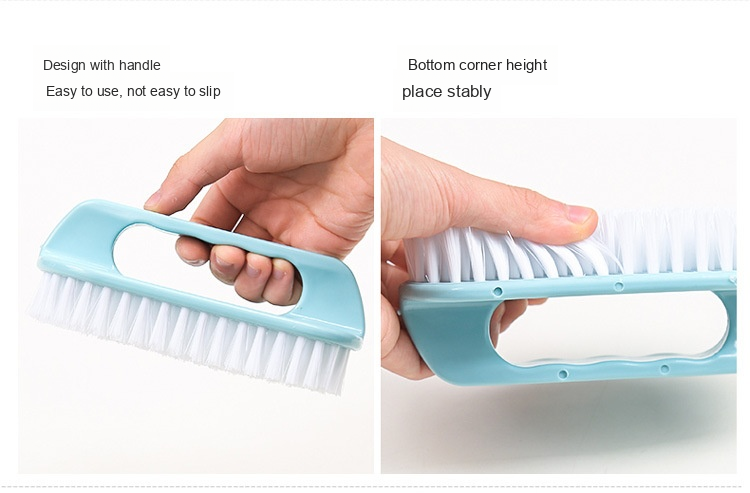 Design with handle
Easy to use, not easy to slip
Bottom corner height
place stably